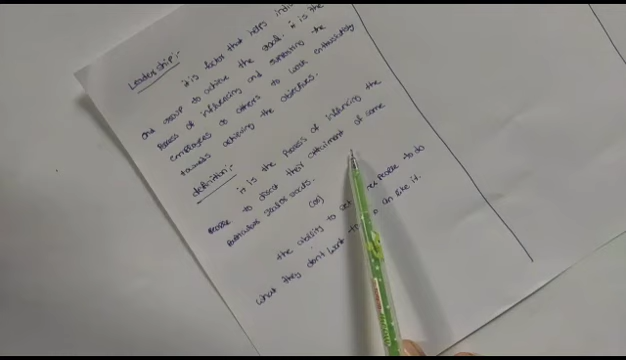 Leadership:-
it is factor that helps
and group to achieve the goal. it is the
process of influencing and supporting the
employees or others to work enthusiastically
towards achieving the objectives.
definition:-
it is the process of influencing the
people to direct their attainment of some
particular goals.
(or)
the ability to get people to do
what they don't want to an like it.